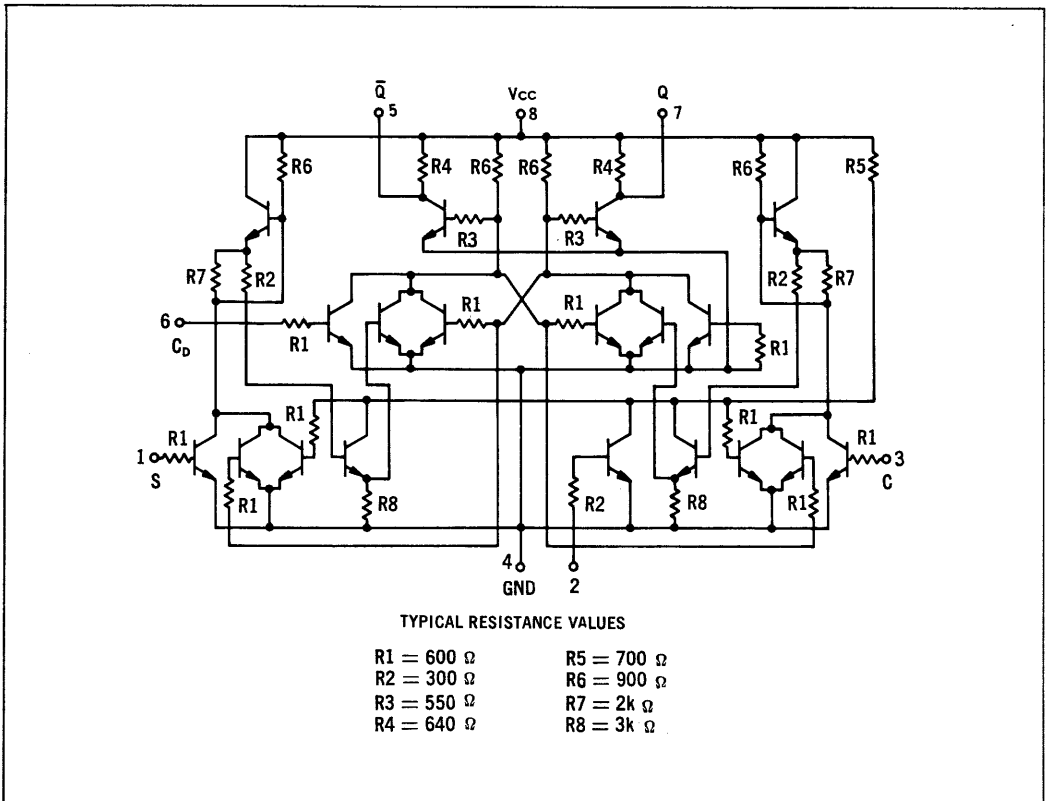 Q̅ Vcc Q
5 8 7
R6 R4 R6 R6 R4 R6 R5
R3 R3
R7 R2 R2 R7
R1 R1
6 R1 R1
CD
R1 R1
1 R1 R1 3
S R1 R8 R2 R8 R1 C
4
GND 2
TYPICAL RESISTANCE VALUES
R1 = 600 Ω R5 = 700 Ω
R2 = 300 Ω R6 = 900 Ω
R3 = 550 Ω R7 = 2k Ω
R4 = 640 Ω R8 = 3k Ω